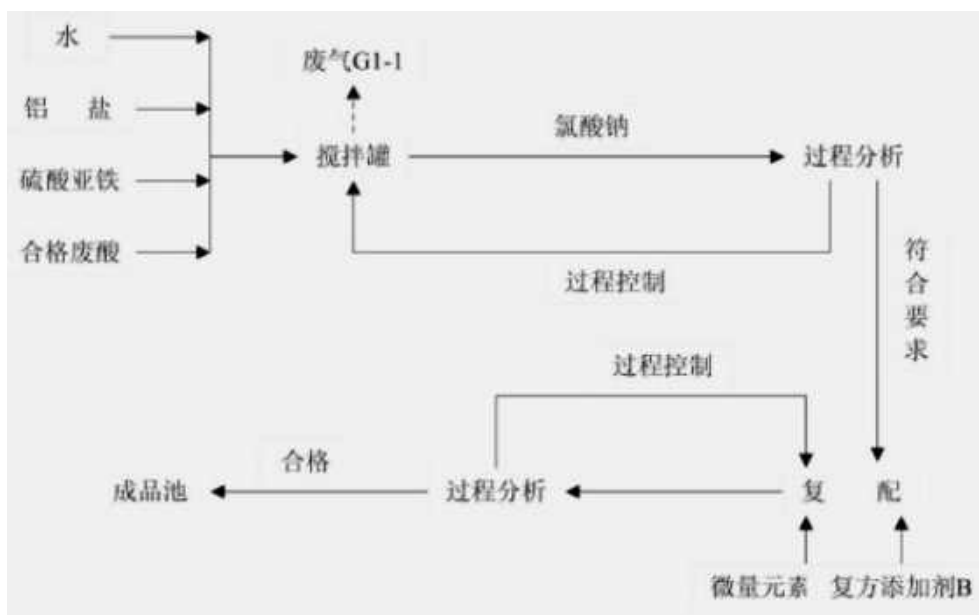 水
废气G1-1
铝 盐
氯酸钠
搅拌罐
过程分析
硫酸亚铁
合格废酸
过程控制
符合要求
过程控制
合格
成品池
过程分析
复 配
微量元素
复方添加剂B